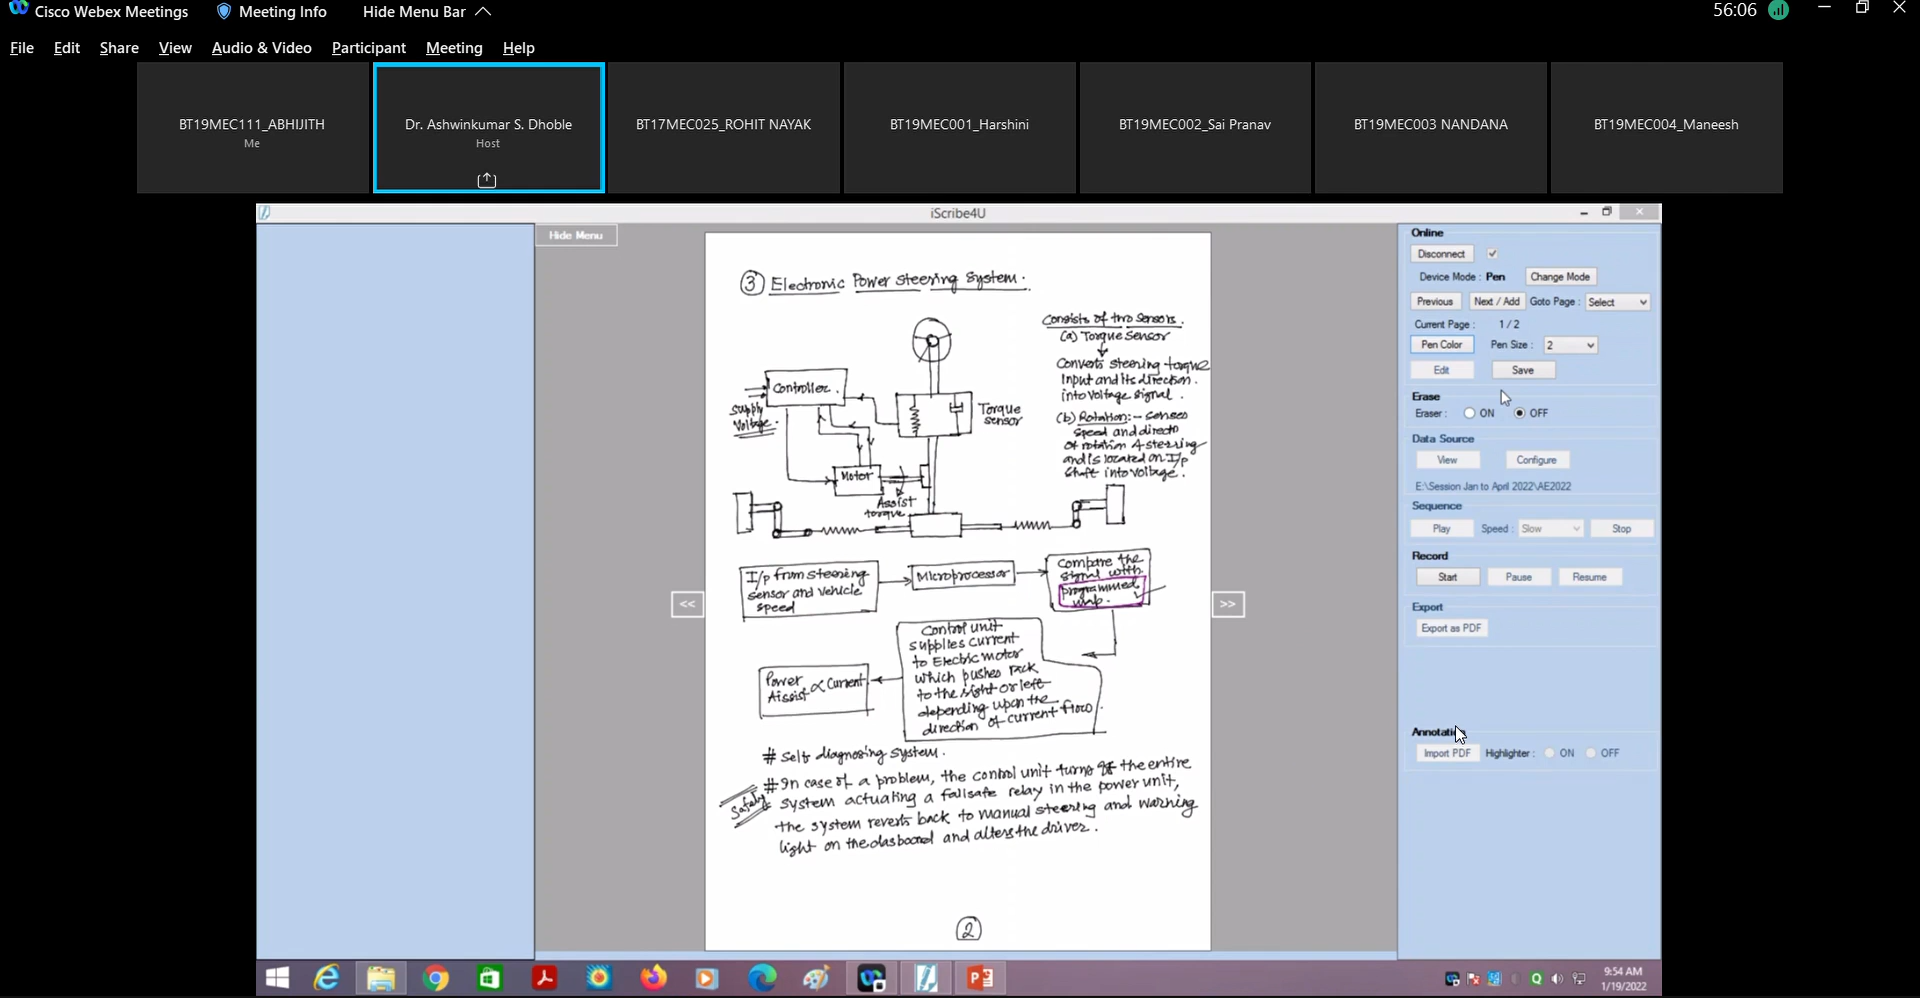 Cisco Webex Meetings
Meeting Info
Hide Menu Bar
56:06
File Edit Share View Audio & Video Participant Meeting Help
BT19MEC111_ABHIJITH
Me
Dr. Ashwinkumar S. Dhoble
Host
BT17MEC025_ROHIT NAYAK
BT19MEC001_Harshini
BT19MEC002_Sai Pranav
BT19MEC003 NANDANA
BT19MEC004_Maneesh
iScribe4U
Hide Menu
3 Electronic Power steering system.
Consists of two sensors.
(a) Torque sensor
Converts steering torque
input and its direction.
into voltage signal.
(b) Rotation:- senses
speed and directn
of rotation of steering
and is located on I/p
shaft into voltage.
Controller.
Supply
Voltage.
Torque
sensor
Motor
Assist
torque
I/p from steering
sensor and vehicle
speed
Microprocessor
Compare the
signal with
programmed
map.
Control unit
supplies current
to Electric motor
which pushes rack
to the right or left
depending upon the
direction of current flow
Power
Assist ∝ Current
# Self diagnosing system.
# In case of a problem, the control unit turns off the entire
Safety
system actuating a failsafe relay in the power unit,
the system reverts back to manual steering and warning
light on the dasboard and alters the driver.
2
<<
>>
Online
Disconnect
Device Mode : Pen Change Mode
Previous Next / Add Goto Page : Select
Current Page : 1 / 2
Pen Color Pen Size : 2
Edit Save
Erase
Eraser : ON OFF
Data Source
View Configure
E:\Session Jan to April 2022\AE2022
Sequence
Play Speed : Slow Stop
Record
Start Pause Resume
Export
Export as PDF
Import PDF Highlighter : ON OFF
9:54 AM
1/19/2022